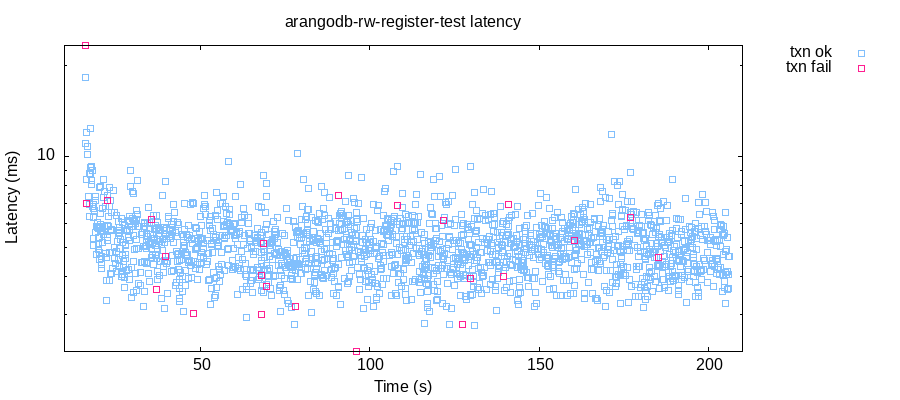 arangodb-rw-register-test latency
txn ok
txn fail
10
Latency (ms)
50
100
150
200
Time (s)